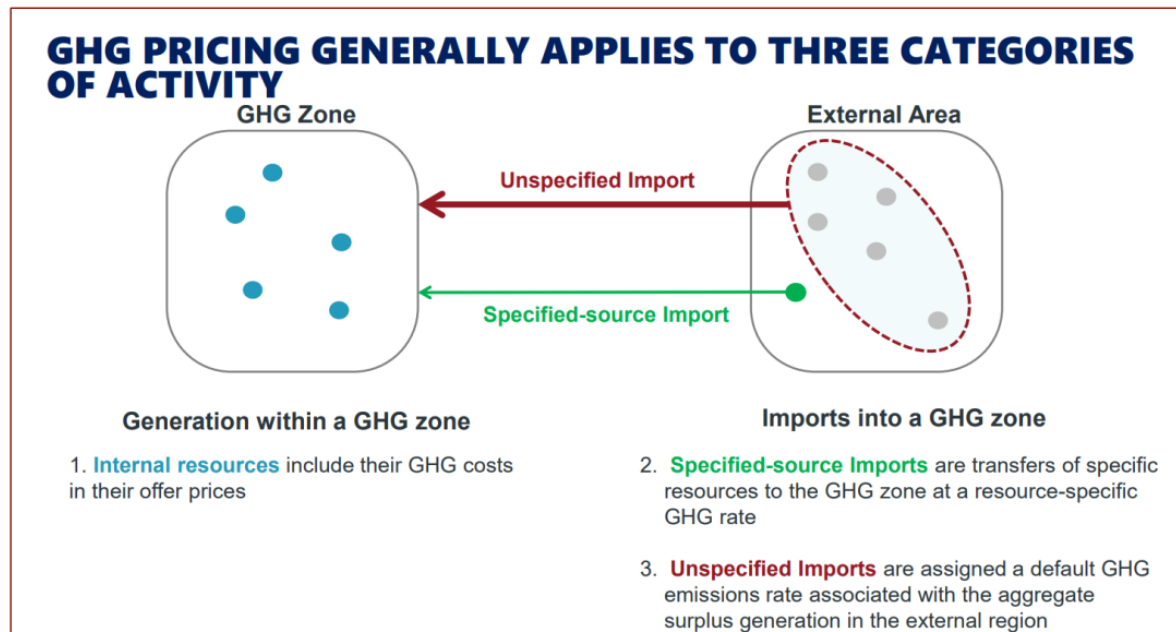 GHG PRICING GENERALLY APPLIES TO THREE CATEGORIES
OF ACTIVITY
GHG Zone
External Area
Unspecified Import
Specified-source Import
Generation within a GHG zone
1. Internal resources include their GHG costs
in their offer prices
Imports into a GHG zone
2. Specified-source Imports are transfers of specific
resources to the GHG zone at a resource-specific
GHG rate
3. Unspecified Imports are assigned a default GHG
emissions rate associated with the aggregate
surplus generation in the external region